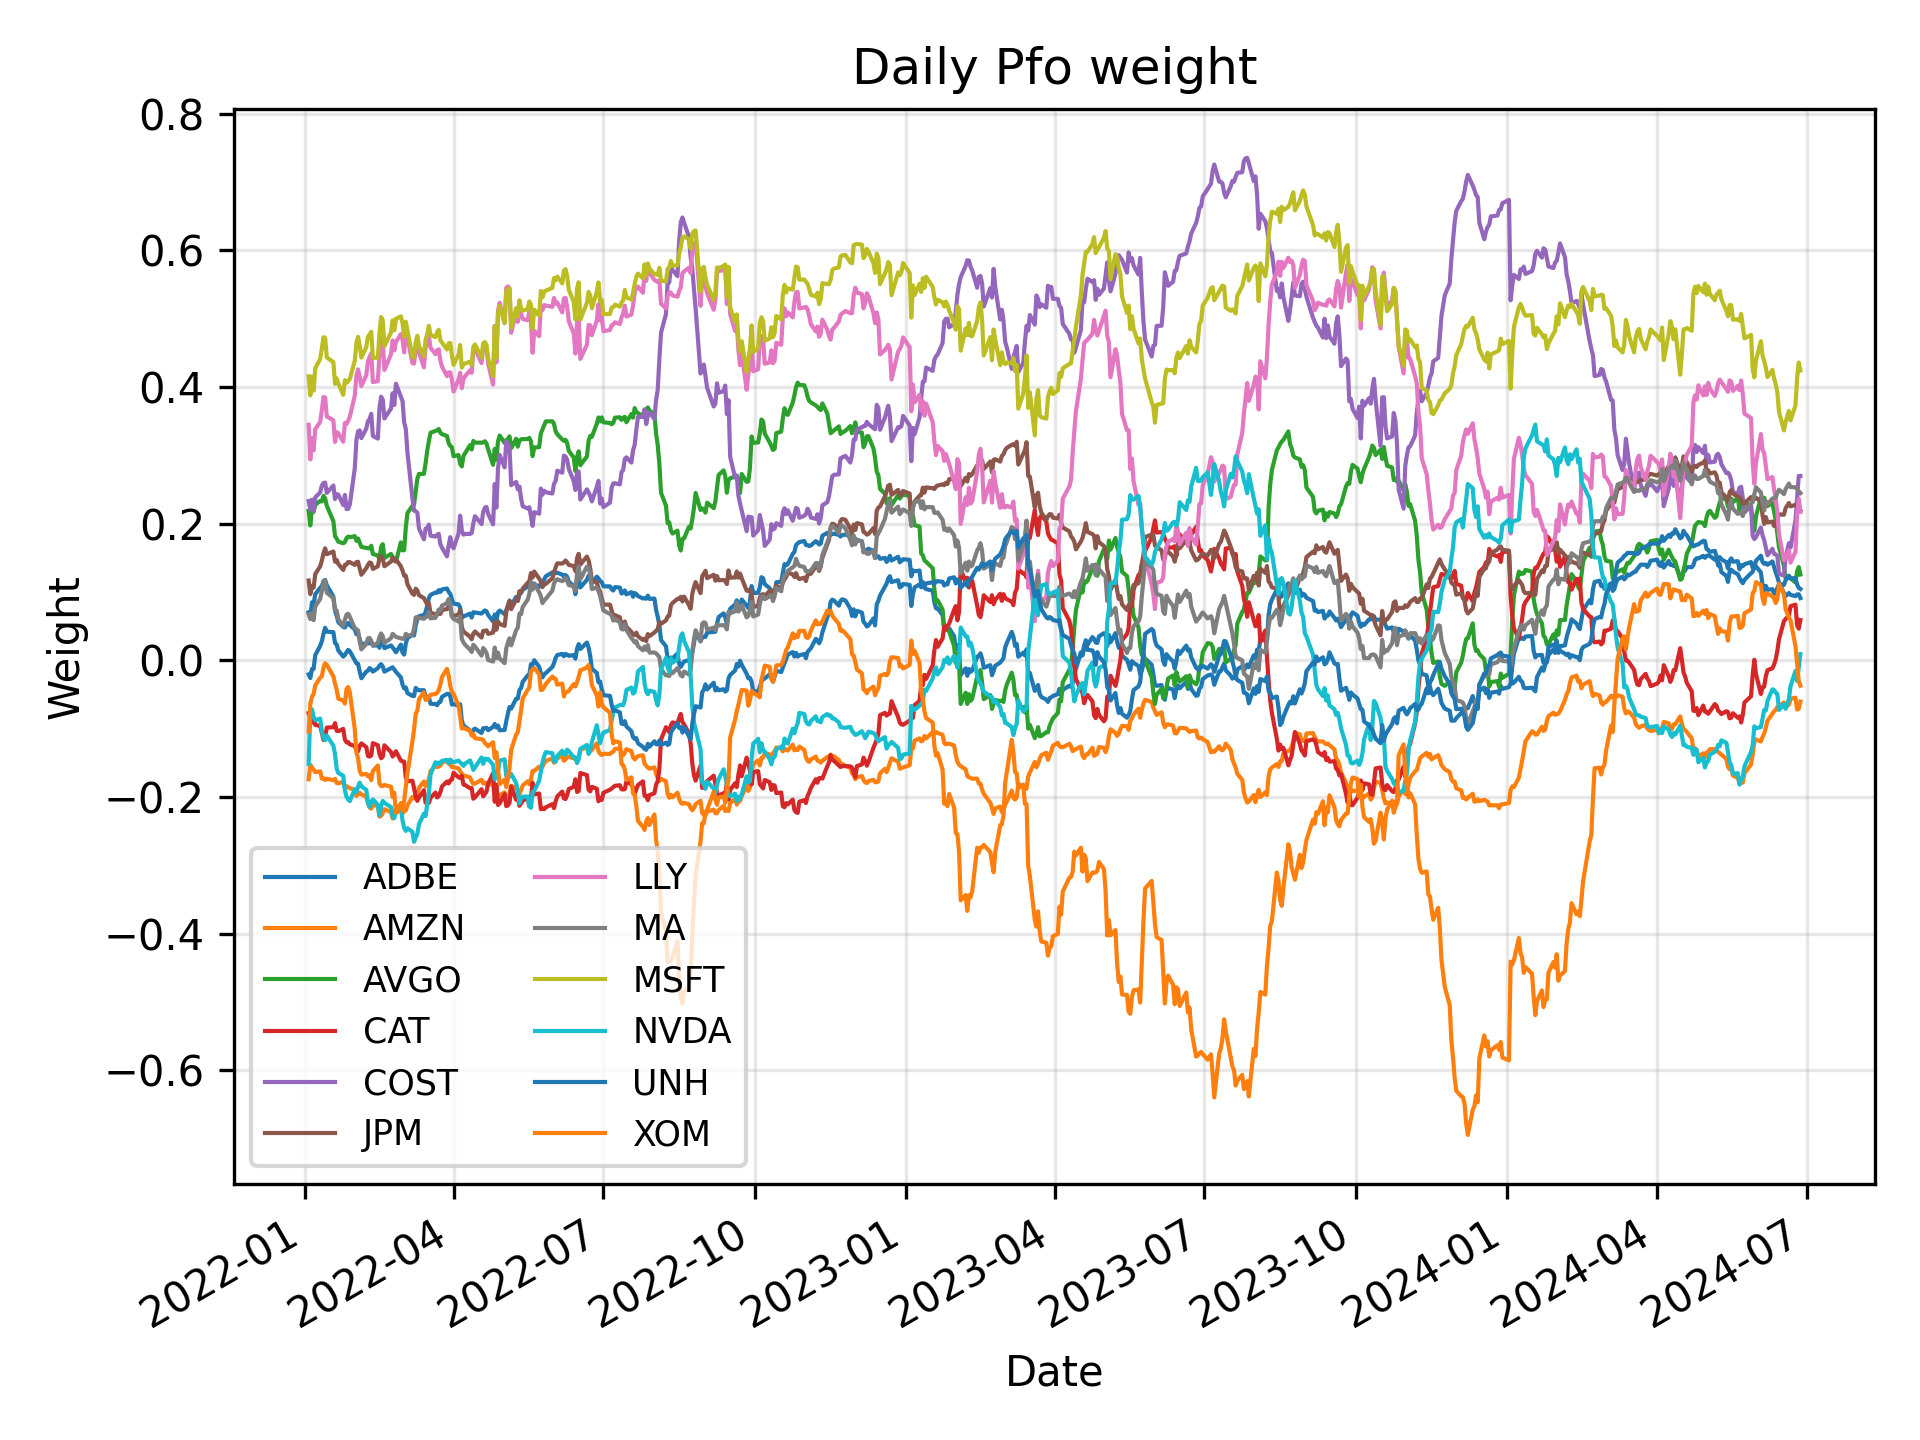 Daily Pfo weight
0.8
0.6
0.4
0.2
0.0
−0.2
−0.4
−0.6
Weight
ADBE
AMZN
AVGO
CAT
COST
JPM
LLY
MA
MSFT
NVDA
UNH
XOM
2022-01
2022-04
2022-07
2022-10
2023-01
2023-04
2023-07
2023-10
2024-01
2024-04
2024-07
Date